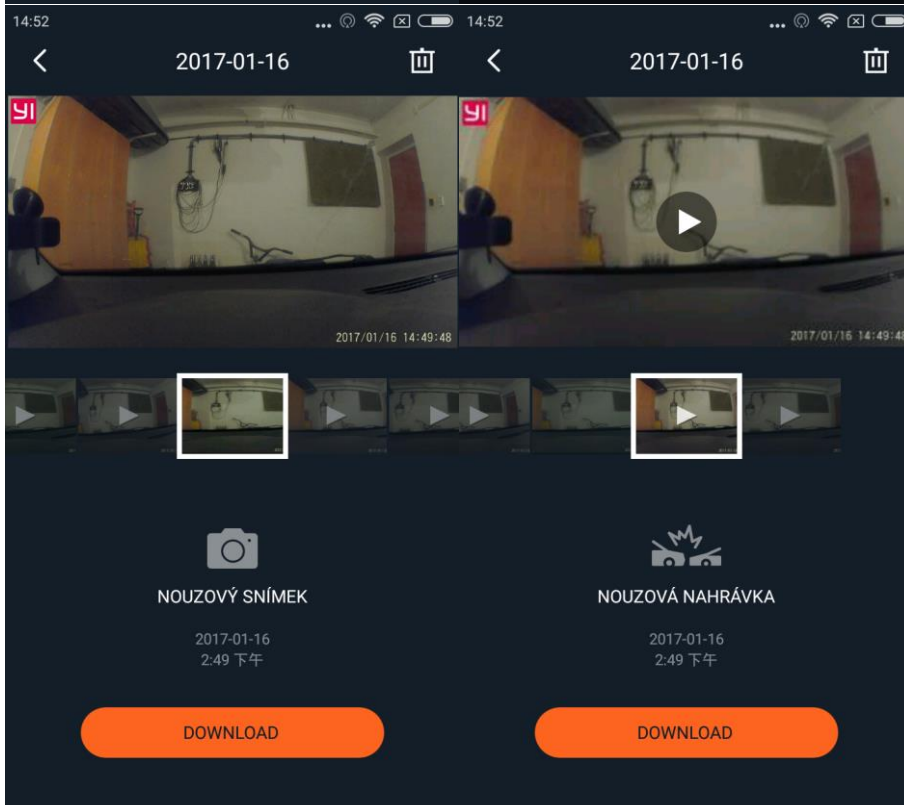 14:52
2017-01-16
YI
2017/01/16 14:49:48
NOUZOVÝ SNÍMEK
2017-01-16
2:49 下午
DOWNLOAD
14:52
2017-01-16
YI
2017/01/16 14:49:48
NOUZOVÁ NAHRÁVKA
2017-01-16
2:49 下午
DOWNLOAD